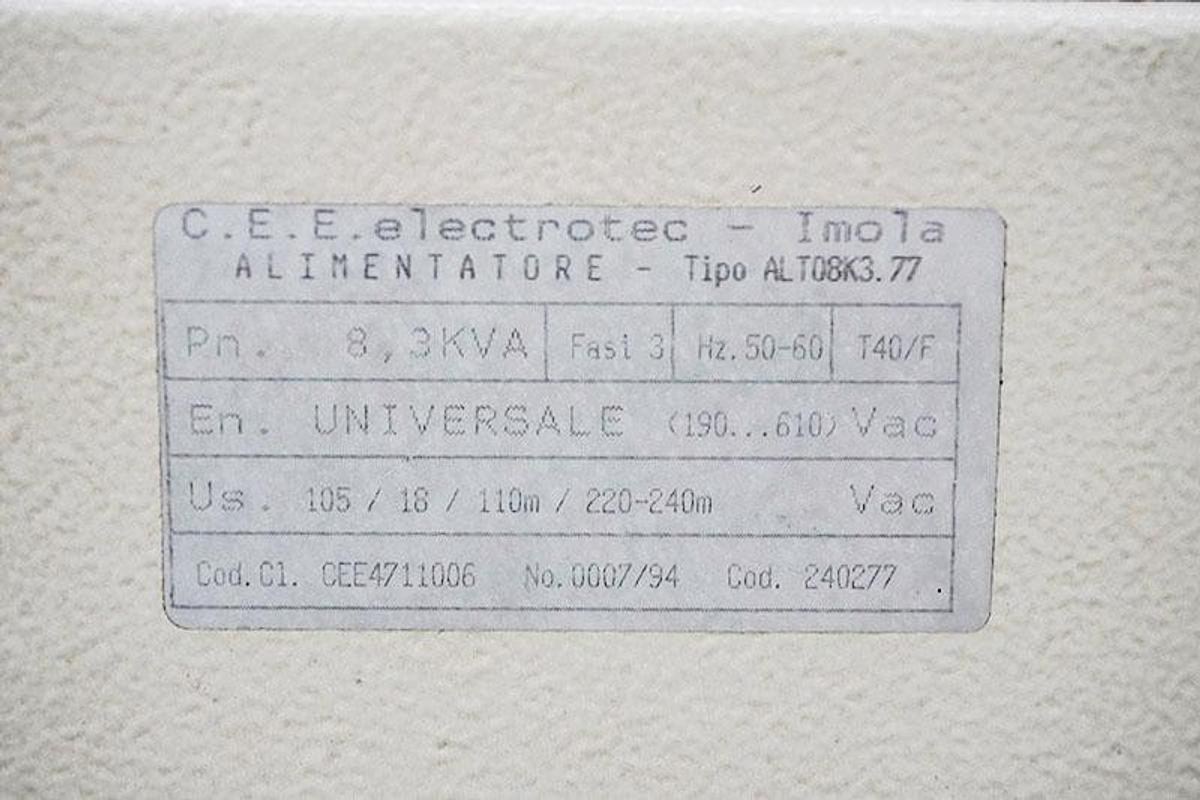 C.E.E.electrotec - Imola
ALIMENTATORE - Tipo ALT08K3.77
Pn. 8,3KVA Fasi 3 Hz.50-60 T40/F
En. UNIVERSALE (190...610) Vac
Us. 105 / 18 / 110m / 220-240m Vac
Cod.Cl. CEE4711006 No.0007/94 Cod. 240277